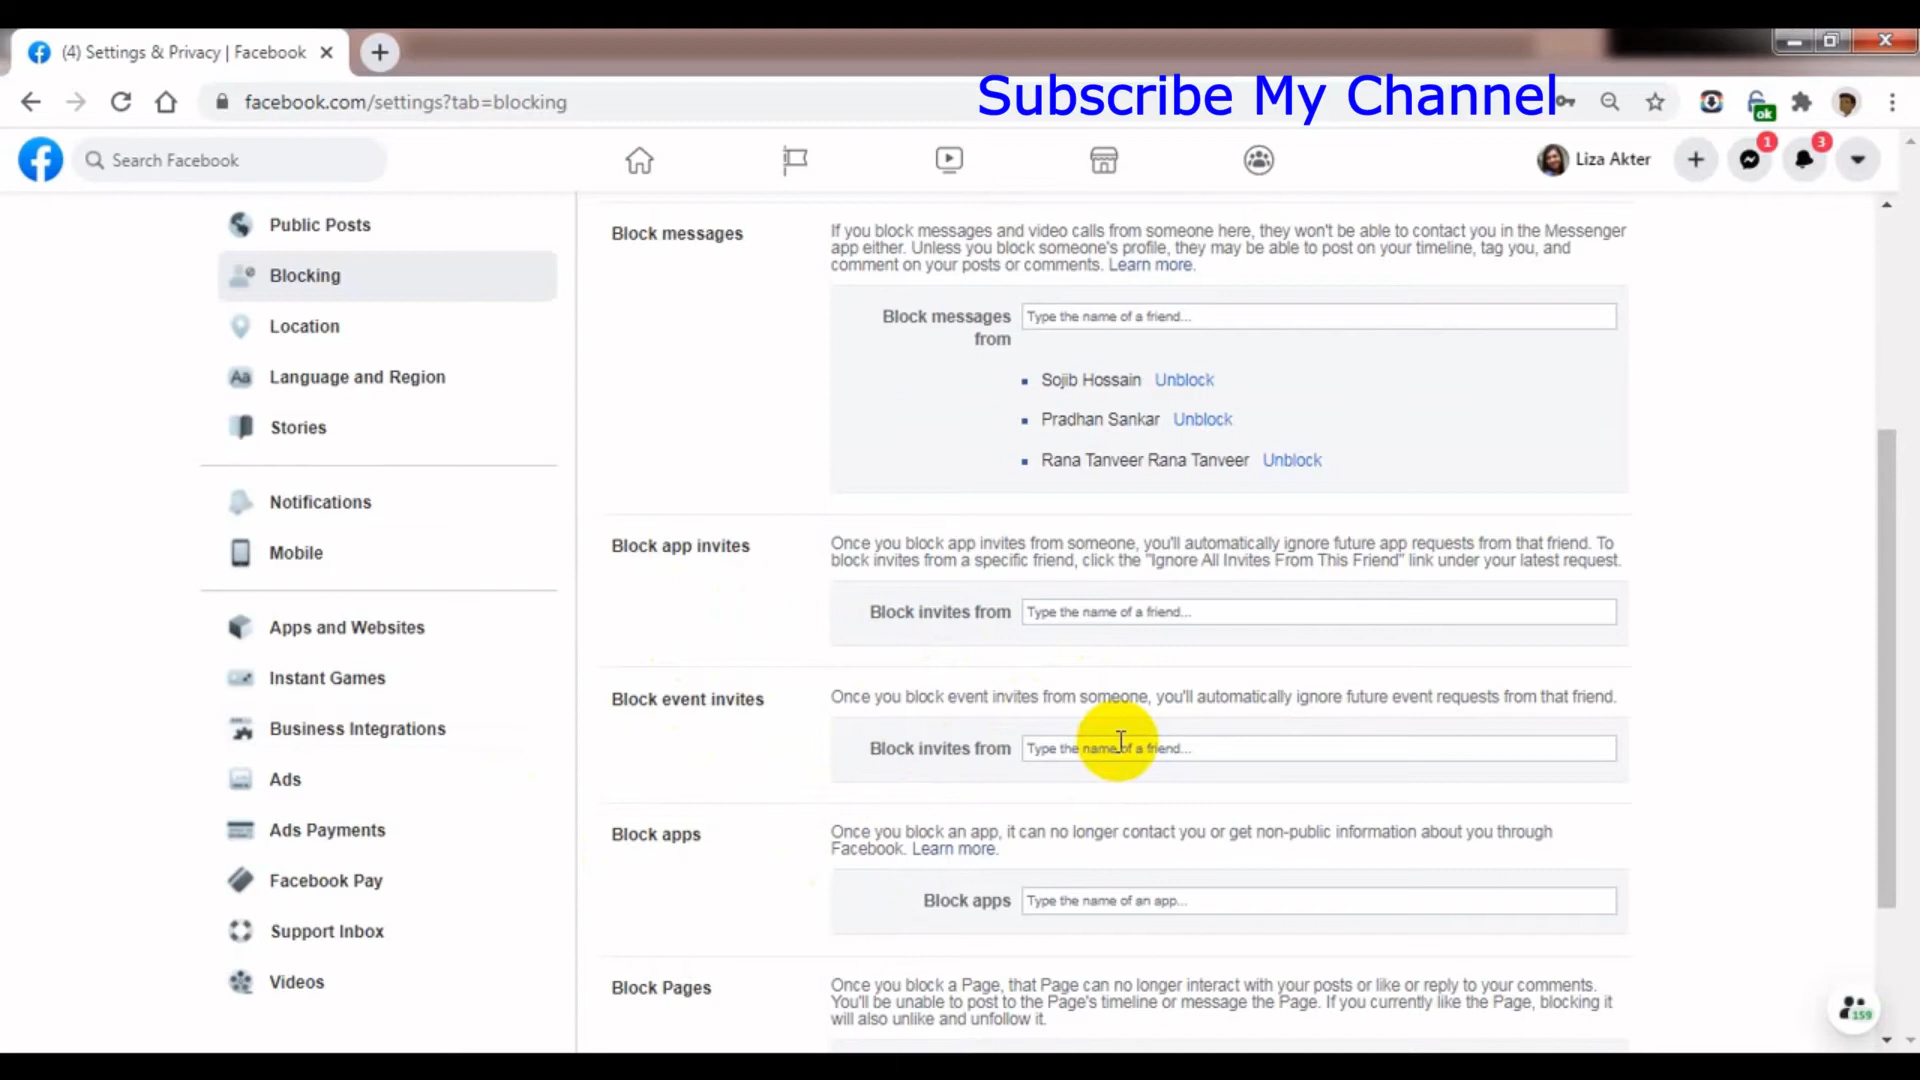 (4) Settings & Privacy | Facebook
facebook.com/settings?tab=blocking
Subscribe My Channel
ok
Search Facebook
Liza Akter
1
3
Public Posts
Blocking
Location
Aa Language and Region
Stories
Notifications
Mobile
Apps and Websites
Instant Games
Business Integrations
Ads
Ads Payments
Facebook Pay
Support Inbox
Videos
Block messages
If you block messages and video calls from someone here, they won't be able to contact you in the Messenger
app either. Unless you block someone's profile, they may be able to post on your timeline, tag you, and
comment on your posts or comments. Learn more.
Block messages from
Type the name of a friend...
Sojib Hossain Unblock
Pradhan Sankar Unblock
Rana Tanveer Rana Tanveer Unblock
Block app invites
Once you block app invites from someone, you'll automatically ignore future app requests from that friend. To
block invites from a specific friend, click the "Ignore All Invites From This Friend" link under your latest request.
Block invites from Type the name of a friend...
Block event invites
Once you block event invites from someone, you'll automatically ignore future event requests from that friend.
Block invites from Type the name of a friend...
Block apps
Once you block an app, it can no longer contact you or get non-public information about you through
Facebook. Learn more.
Block apps Type the name of an app...
Block Pages
Once you block a Page, that Page can no longer interact with your posts or like or reply to your comments.
You'll be unable to post to the Page's timeline or message the Page. If you currently like the Page, blocking it
will also unlike and unfollow it.
159